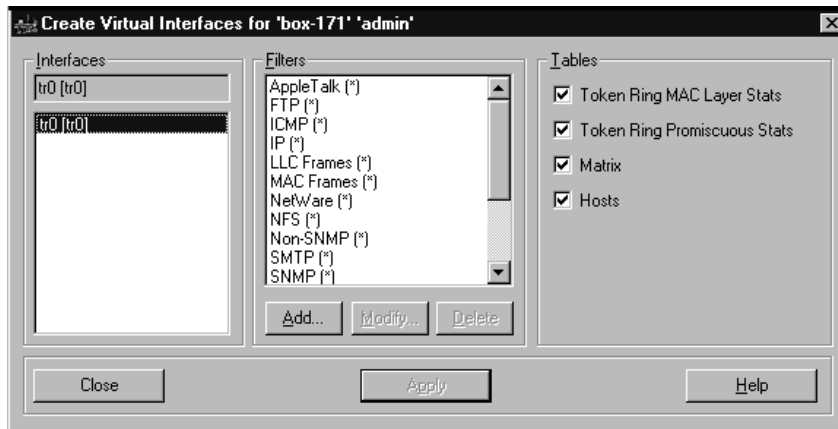 Create Virtual Interfaces for 'box-171' 'admin'
Interfaces
tr0 [tr0]
tr0 [tr0]
Filters
AppleTalk (*)
FTP (*)
ICMP (*)
IP (*)
LLC Frames (*)
MAC Frames (*)
NetWare (*)
NFS (*)
Non-SNMP (*)
SMTP (*)
SNMP (*)
Add...
Modify...
Delete
Tables
Token Ring MAC Layer Stats
Token Ring Promiscuous Stats
Matrix
Hosts
Close
Apply
Help